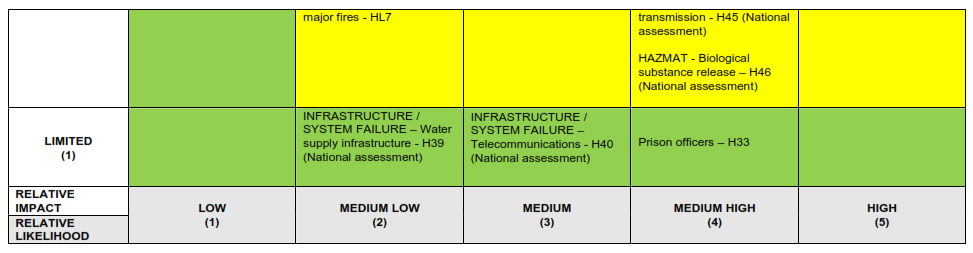 major fires - HL7
transmission - H45 (National
assessment)
HAZMAT - Biological
substance release – H46
(National assessment)
LIMITED
(1)
INFRASTRUCTURE /
SYSTEM FAILURE – Water
supply infrastructure - H39
(National assessment)
INFRASTRUCTURE /
SYSTEM FAILURE –
Telecommunications - H40
(National assessment)
Prison officers – H33
RELATIVE
IMPACT
RELATIVE
LIKELIHOOD
LOW
(1)
MEDIUM LOW
(2)
MEDIUM
(3)
MEDIUM HIGH
(4)
HIGH
(5)